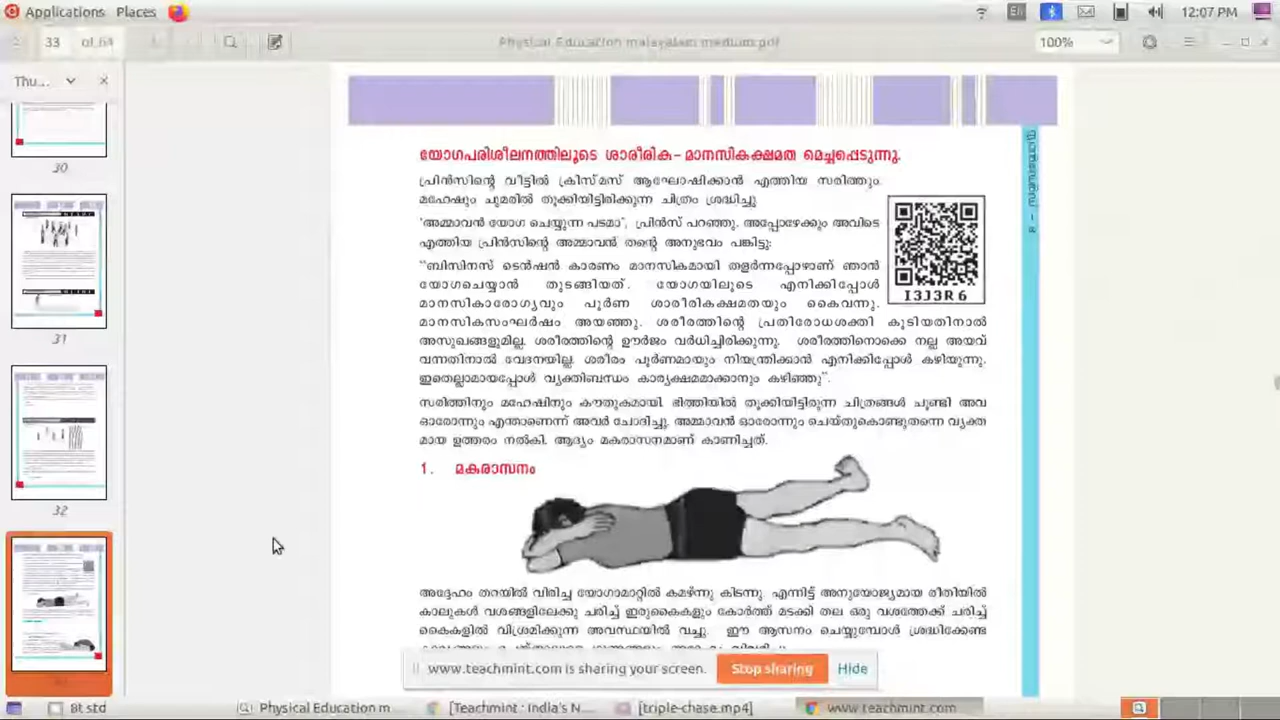 Applications Places En 12:07 PM
33 of 64 Physical Education malayalam medium.pdf 100%
Thu...
30
31
32
യോഗപരിശീലനത്തിലൂടെ ശാരീരിക - മാനസികക്ഷമത മെച്ചപ്പെടുന്നു.
പ്രിൻസിന്റെ വീട്ടിൽ ക്രിസ്മസ് ആഘോഷിക്കാൻ എത്തിയ സരിത്തും
മഹേഷും ചുമരിൽ തൂക്കിയിട്ടിരിക്കുന്ന ചിത്രം ശ്രദ്ധിച്ചു
'അമ്മാവൻ യോഗ ചെയ്യുന്ന പടമാ', പ്രിൻസ് പറഞ്ഞു. അപ്പോഴേക്കും അവിടെ
എത്തിയ പ്രിൻസിന്റെ അമ്മാവൻ തന്റെ അനുഭവം പങ്കിട്ടു:
"ബിസിനസ് ടെൻഷൻ കാരണം മാനസികമായി തളർന്നപ്പോഴാണ് ഞാൻ
യോഗചെയ്യാൻ തുടങ്ങിയത്. യോഗയിലൂടെ എനിക്കിപ്പോൾ
മാനസികാരോഗ്യവും പൂർണ ശാരീരികക്ഷമതയും കൈവന്നു.
I3J3R6
മാനസികസംഘർഷം അയഞ്ഞു. ശരീരത്തിന്റെ പ്രതിരോധശക്തി കൂടിയതിനാൽ
അസുഖങ്ങളുമില്ല. ശരീരത്തിന്റെ ഊർജം വർധിച്ചിരിക്കുന്നു. ശരീരത്തിനൊക്കെ നല്ല അയവ്
വന്നതിനാൽ വേദനയില്ല. ശരീരം പൂർണമായും നിയന്ത്രിക്കാൻ എനിക്കിപ്പോൾ കഴിയുന്നു.
ഇതെല്ലാമായപ്പോൾ വ്യക്തിബന്ധം കാര്യക്ഷമമാക്കാനും കഴിഞ്ഞു".
സരിത്തിനും മഹേഷിനും കൗതുകമായി. ഭിത്തിയിൽ തൂക്കിയിട്ടിരുന്ന ചിത്രങ്ങൾ ചൂണ്ടി അവ
ഓരോന്നും എന്താണെന്ന് അവർ ചോദിച്ചു. അമ്മാവൻ ഓരോന്നും ചെയ്തുകൊണ്ടുതന്നെ വ്യക്ത
മായ ഉത്തരം നൽകി. ആദ്യം മകരാസനമാണ് കാണിച്ചത്.
1. മകരാസനം
അദ്ദേഹം തറയിൽ വിരിച്ച യോഗാമാറ്റിൽ കമഴ്ന്നു കിടന്നു. എന്നിട്ട് അനുയോജ്യമായ രീതിയിൽ
കാലുകൾ വശങ്ങളിലേക്കു ചരിച്ച് ഇരുകൈകളും കോർത്ത് മടക്കി തല ഒരു വശത്തേക്ക് ചരിച്ച്
കൈകളിൽ വിശ്രമിക്കുന്ന അവസ്ഥയിൽ വച്ചു. ഈ ആസനം ചെയ്യുമ്പോൾ ശ്രദ്ധിക്കേണ്ട
www.teachmint.com is sharing your screen. Stop sharing Hide
8t std Physical Education m... [Teachmint : India's N... [triple-chase.mp4] www.teachmint.com